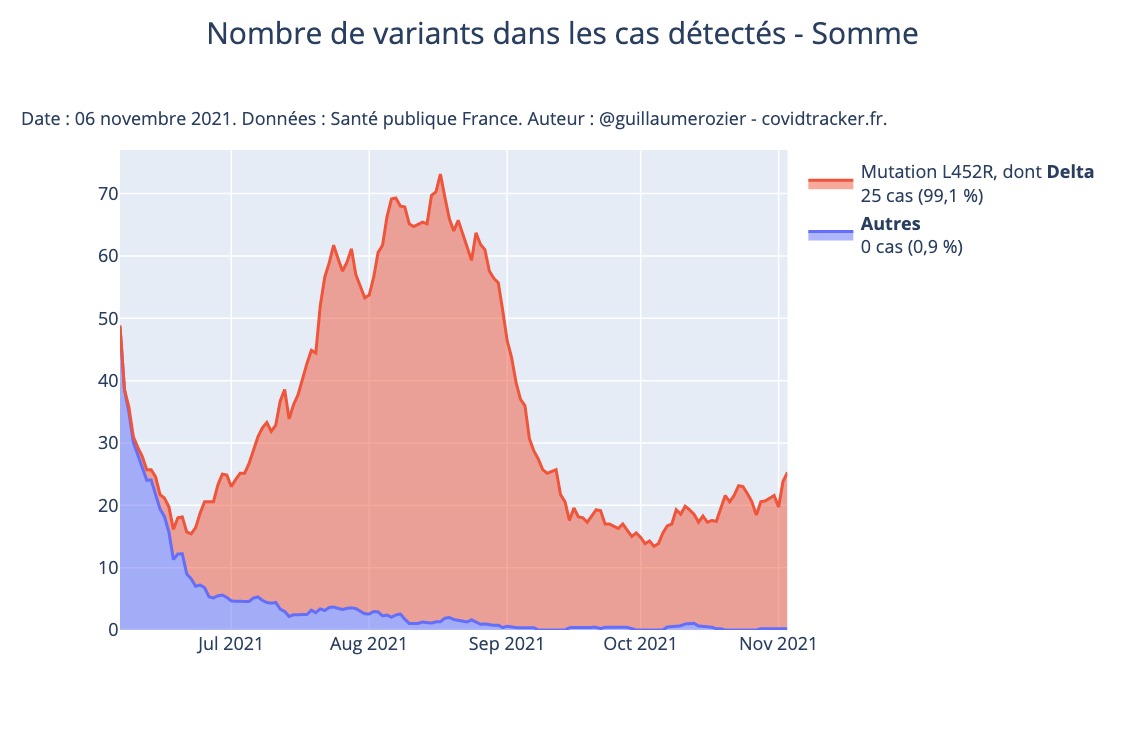 Nombre de variants dans les cas détectés - Somme
Date : 06 novembre 2021. Données : Santé publique France. Auteur : @guillaumerozier - covidtracker.fr.
Mutation L452R, dont Delta
25 cas (99,1 %)
Autres
0 cas (0,9 %)
70
60
50
40
30
20
10
0
Jul 2021 Aug 2021 Sep 2021 Oct 2021 Nov 2021